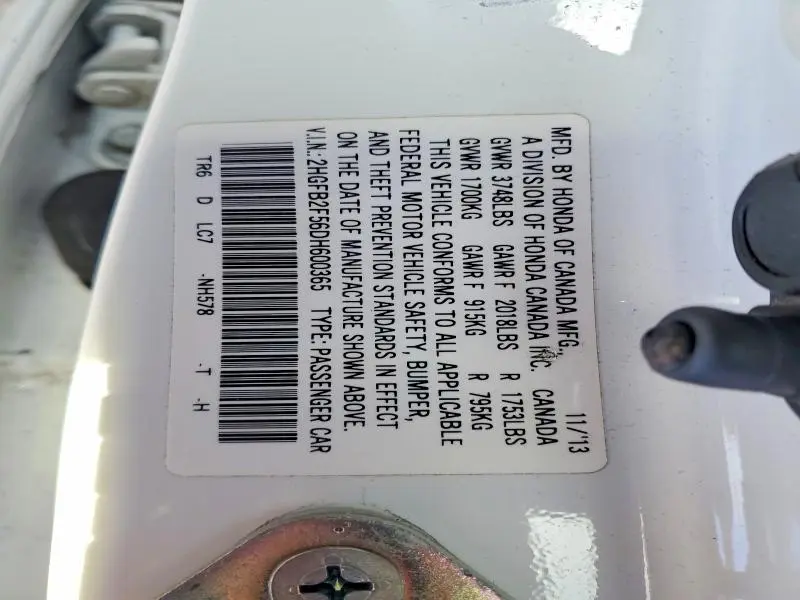 MFD. BY HONDA OF CANADA MFG., 11/'13
A DIVISION OF HONDA CANADA INC. CANADA
GVWR 3748LBS GAWR F 2018LBS R 1753LBS
GVWR 1700KG GAWR F 915KG R 795KG
THIS VEHICLE CONFORMS TO ALL APPLICABLE
FEDERAL MOTOR VEHICLE SAFETY, BUMPER,
AND THEFT PREVENTION STANDARDS IN EFFECT
ON THE DATE OF MANUFACTURE SHOWN ABOVE.
V.I.N.: 2HGFB2F56DH600365 TYPE: PASSENGER CAR
TR6 D LC7 -NH578 -T -H